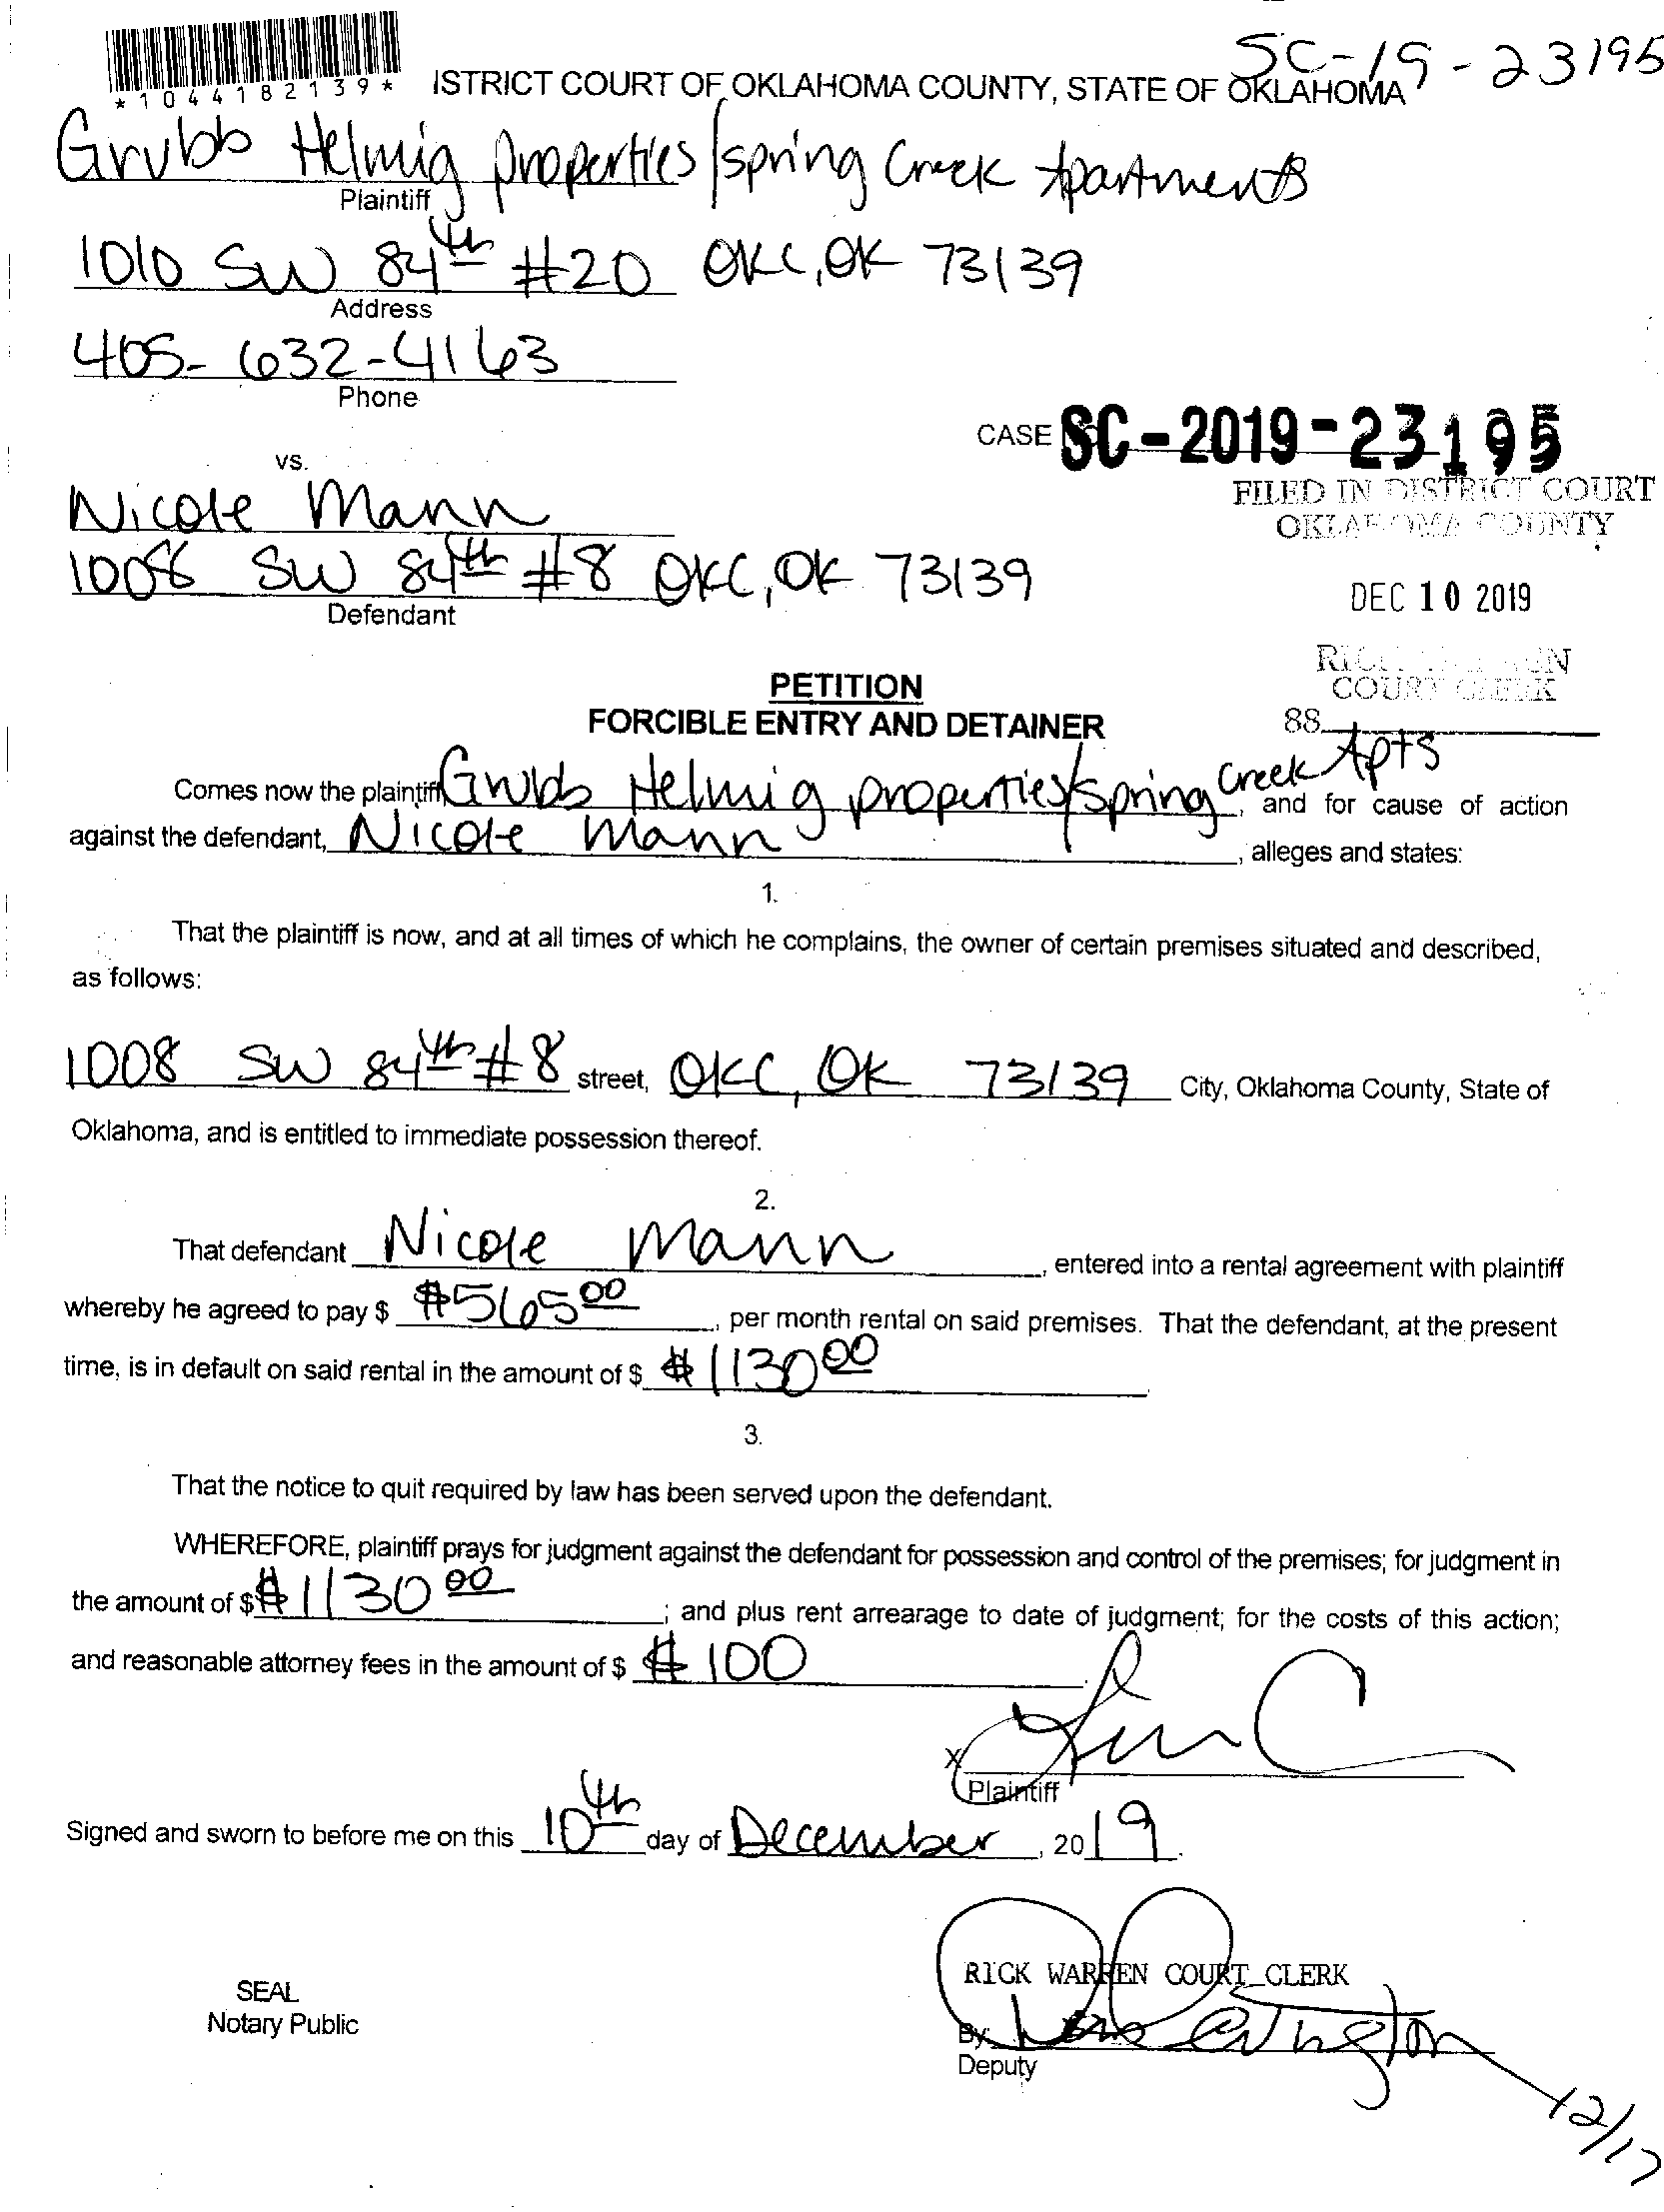 SC-19-23195
*1044182139*
ISTRICT COURT OF OKLAHOMA COUNTY, STATE OF OKLAHOMA
Grubb Helmig properties/spring Creek Apartments
Plaintiff
1010 SW 84th #20 OKC, OK 73139
Address
405-632-4163
Phone
CASE SC-2019-23195
vs.
FILED IN DISTRICT COURT
OKLAHOMA COUNTY
Nicole Mann
1008 SW 84th #8 OKC, OK 73139
Defendant
DEC 10 2019
COURT CLERK
88
PETITION
FORCIBLE ENTRY AND DETAINER
Comes now the plaintiff, Grubb Helmig properties/spring Creek Apts, and for cause of action
against the defendant, Nicole Mann, alleges and states:
1.
That the plaintiff is now, and at all times of which he complains, the owner of certain premises situated and described,
as follows:
1008 SW 84th #8 street, OKC, OK 73139 City, Oklahoma County, State of
Oklahoma, and is entitled to immediate possession thereof.
2.
That defendant Nicole Mann, entered into a rental agreement with plaintiff
whereby he agreed to pay $ $565.00, per month rental on said premises. That the defendant, at the present
time, is in default on said rental in the amount of $ $1130.00
3.
That the notice to quit required by law has been served upon the defendant.
WHEREFORE, plaintiff prays for judgment against the defendant for possession and control of the premises; for judgment in
the amount of $ $1130.00; and plus rent arrearage to date of judgment; for the costs of this action;
and reasonable attorney fees in the amount of $ $100.
X
Plaintiff
Signed and sworn to before me on this 10th day of December, 2019.
RICK WARREN COURT CLERK
SEAL
Notary Public
By:
Deputy
12/17